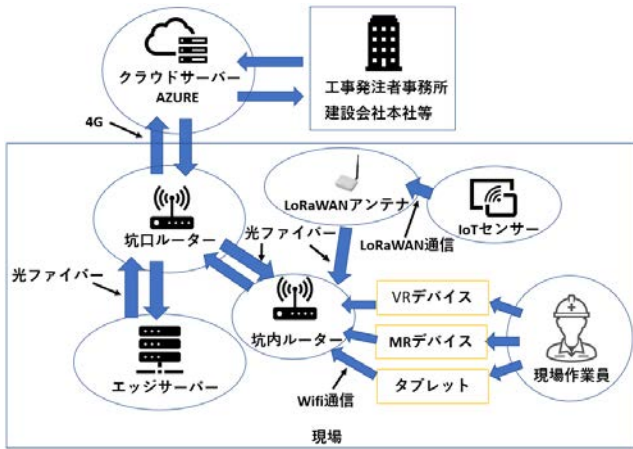 クラウドサーバー
AZURE
工事発注者事務所
建設会社本社等
4G
LoRaWANアンテナ
IoTセンサー
LoRaWAN通信
坑口ルーター
光ファイバー
光ファイバー
坑内ルーター
VRデバイス
MRデバイス
タブレット
現場作業員
エッジサーバー
Wifi通信
現場